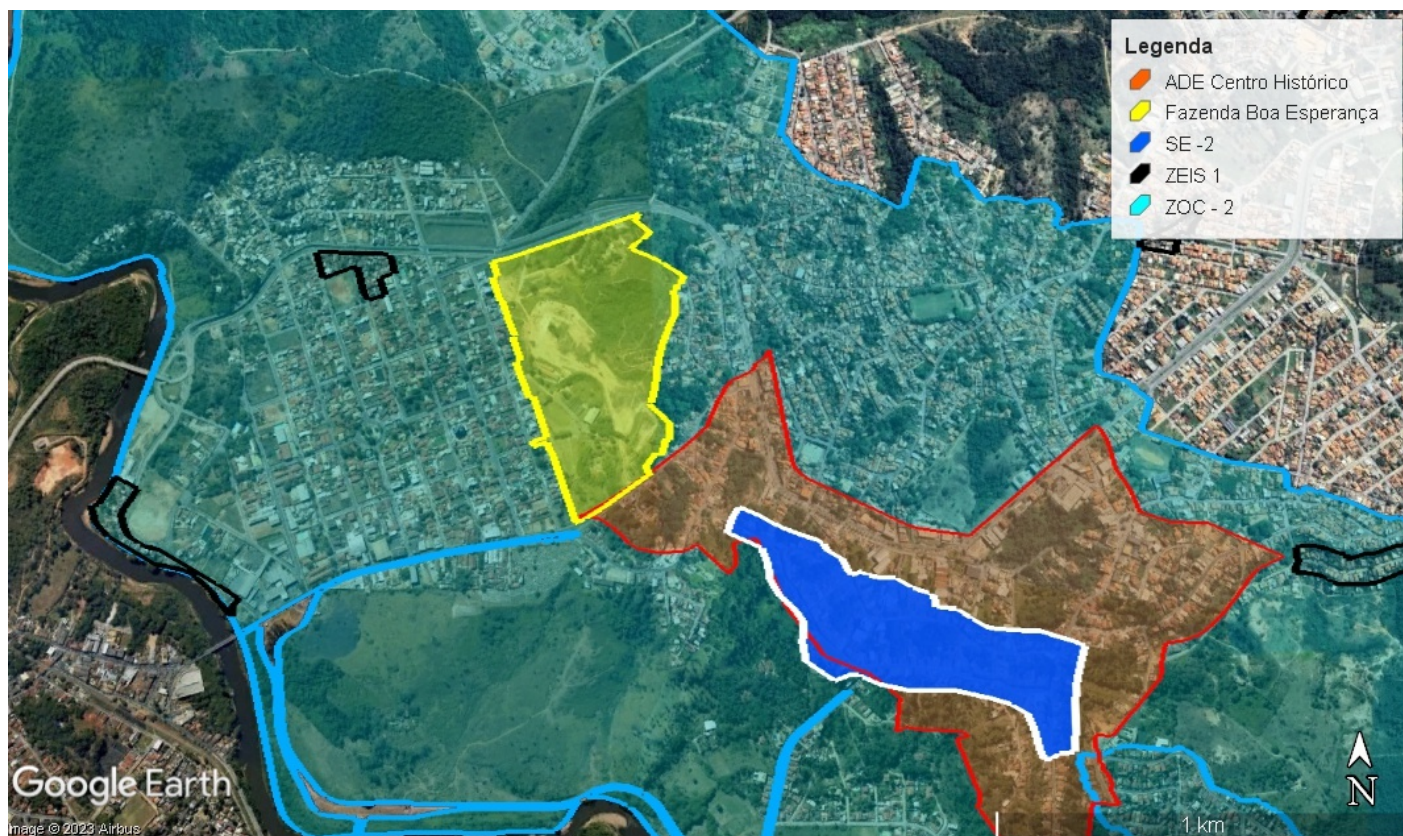 Legenda
ADE Centro Histórico
Fazenda Boa Esperança
SE -2
ZEIS 1
ZOC - 2
N
Google Earth
mage © 2023 Airbus
1 km